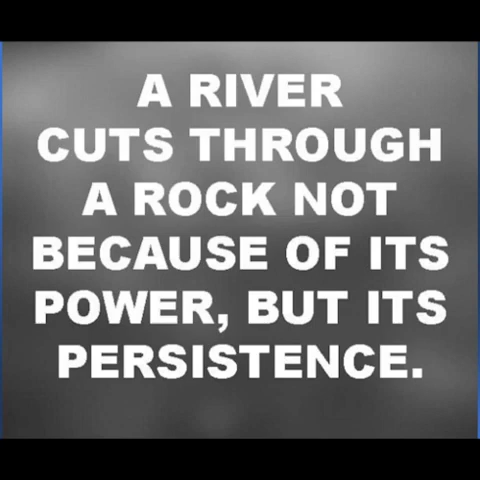 A RIVER
CUTS THROUGH
A ROCK NOT
BECAUSE OF ITS
POWER, BUT ITS
PERSISTENCE.